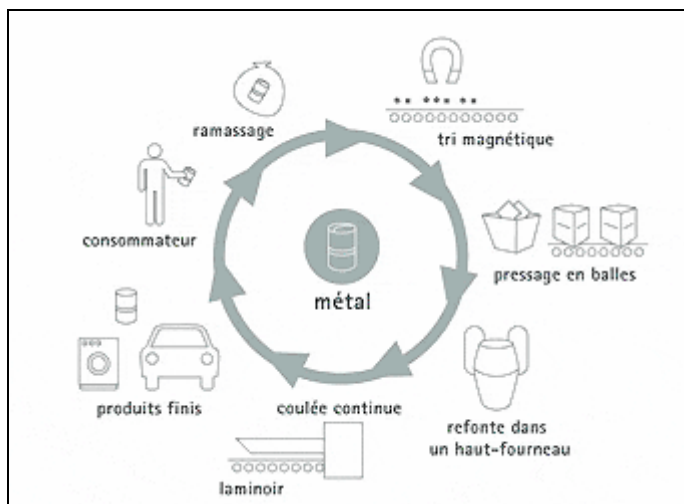 ramassage
tri magnétique
consommateur
pressage en balles
métal
produits finis
coulée continue
refonte dans
un haut-fourneau
laminoir